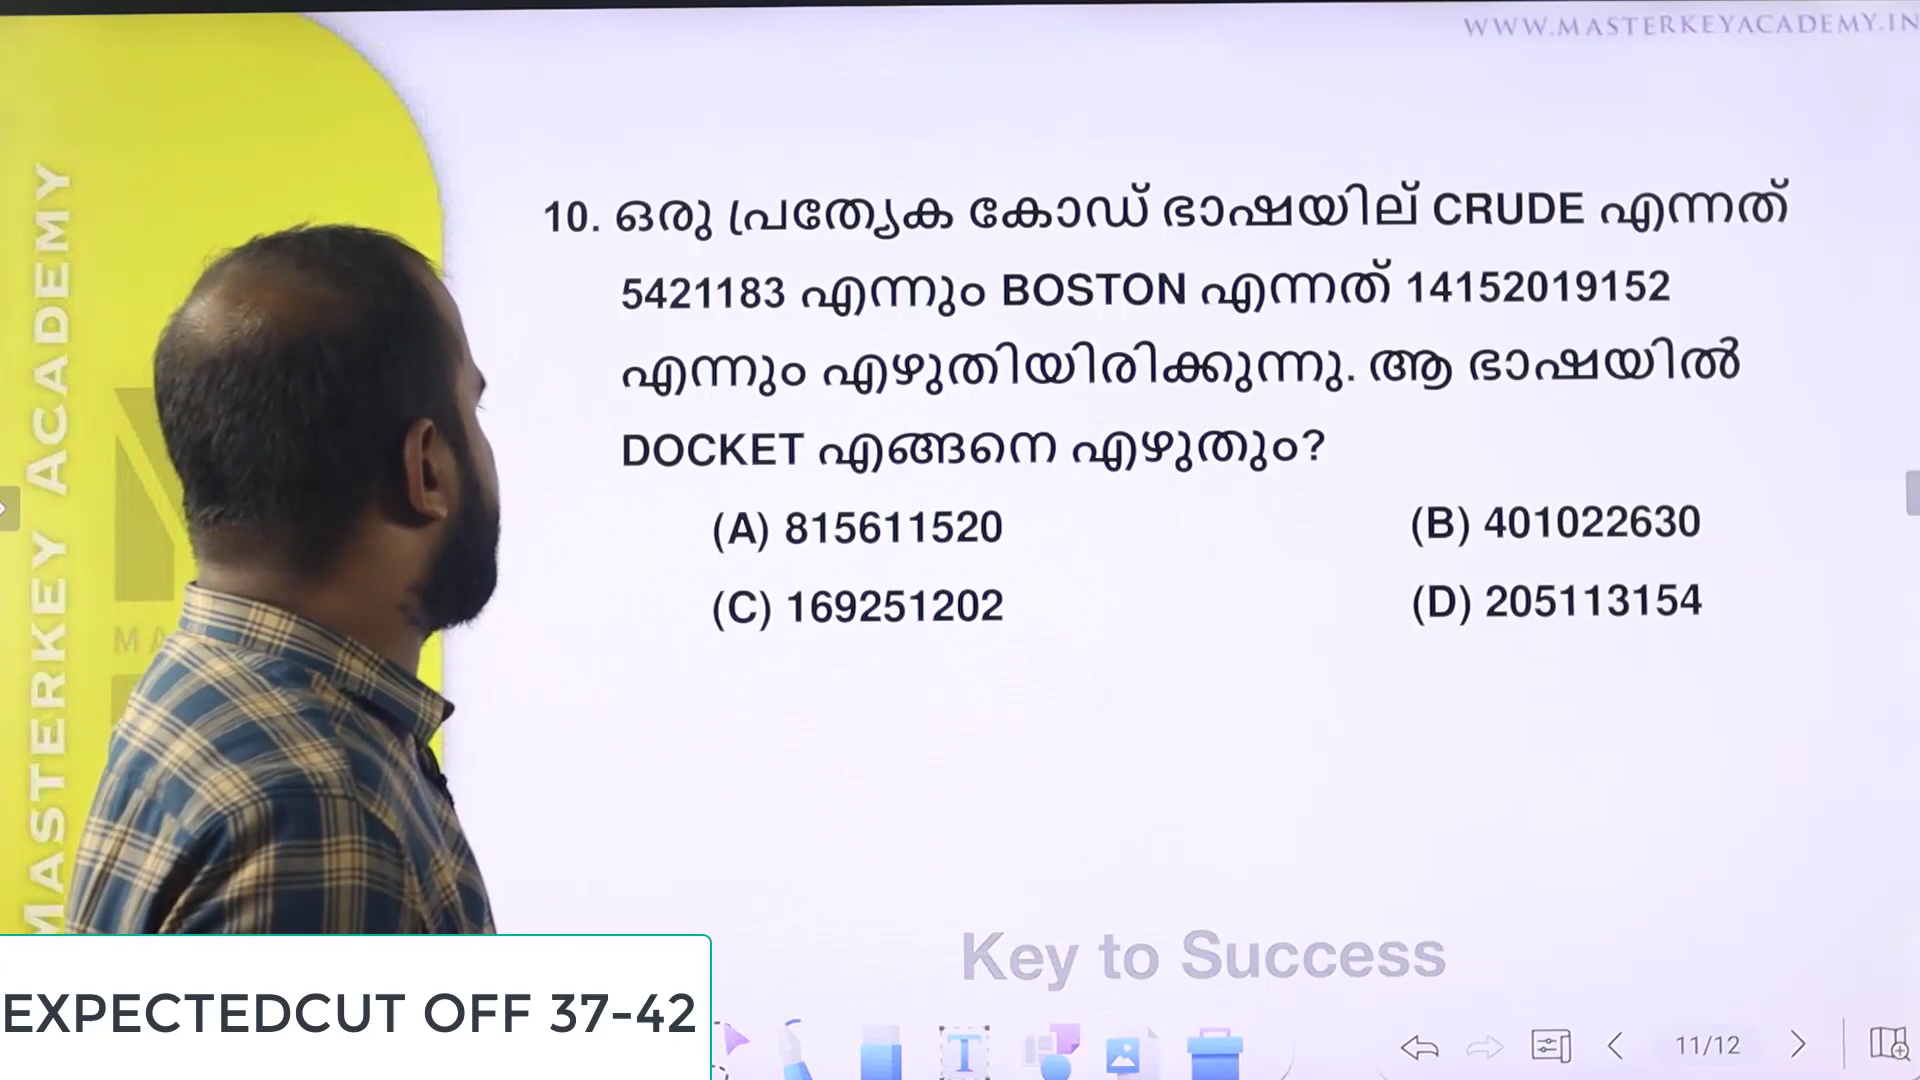 WWW.MASTERKEYACADEMY.IN
MASTERKEY ACADEMY
10. ഒരു പ്രത്യേക കോഡ് ഭാഷയില് CRUDE എന്നത്
5421183 എന്നും BOSTON എന്നത് 14152019152
എന്നും എഴുതിയിരിക്കുന്നു. ആ ഭാഷയിൽ
DOCKET എങ്ങനെ എഴുതും?
(A) 815611520
(B) 401022630
(C) 169251202
(D) 205113154
Key to Success
EXPECTEDCUT OFF 37-42
T
11/12